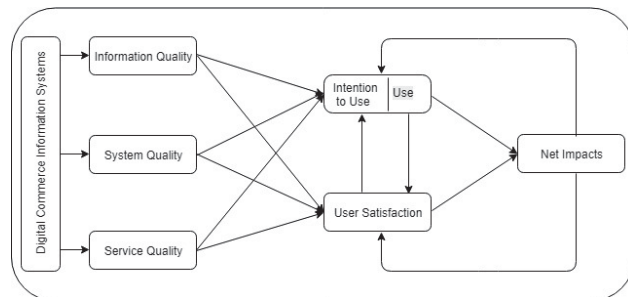 Digital Commerce Information Systems
Information Quality
System Quality
Service Quality
Intention
to Use
Use
User Satisfaction
Net Impacts